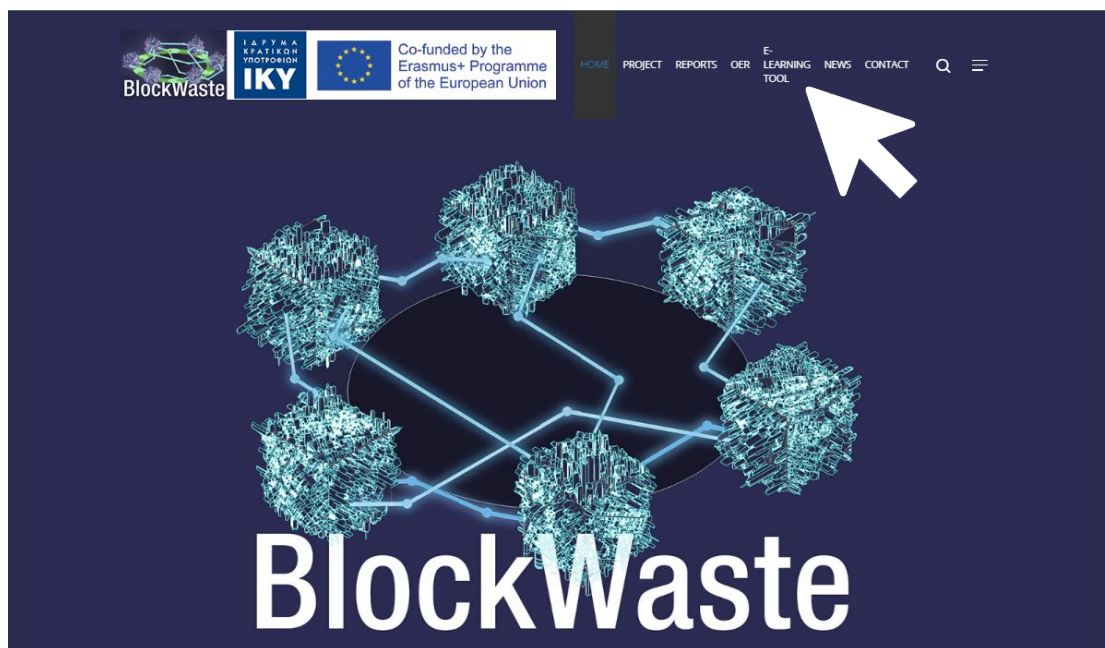 BlockWaste
ΙΔΡΥΜΑ
ΚΡΑΤΙΚΩΝ
ΥΠΟΤΡΟΦΙΩΝ
IKY
Co-funded by the
Erasmus+ Programme
of the European Union
HOME PROJECT REPORTS OER E-
LEARNING
TOOL NEWS CONTACT
BlockWaste